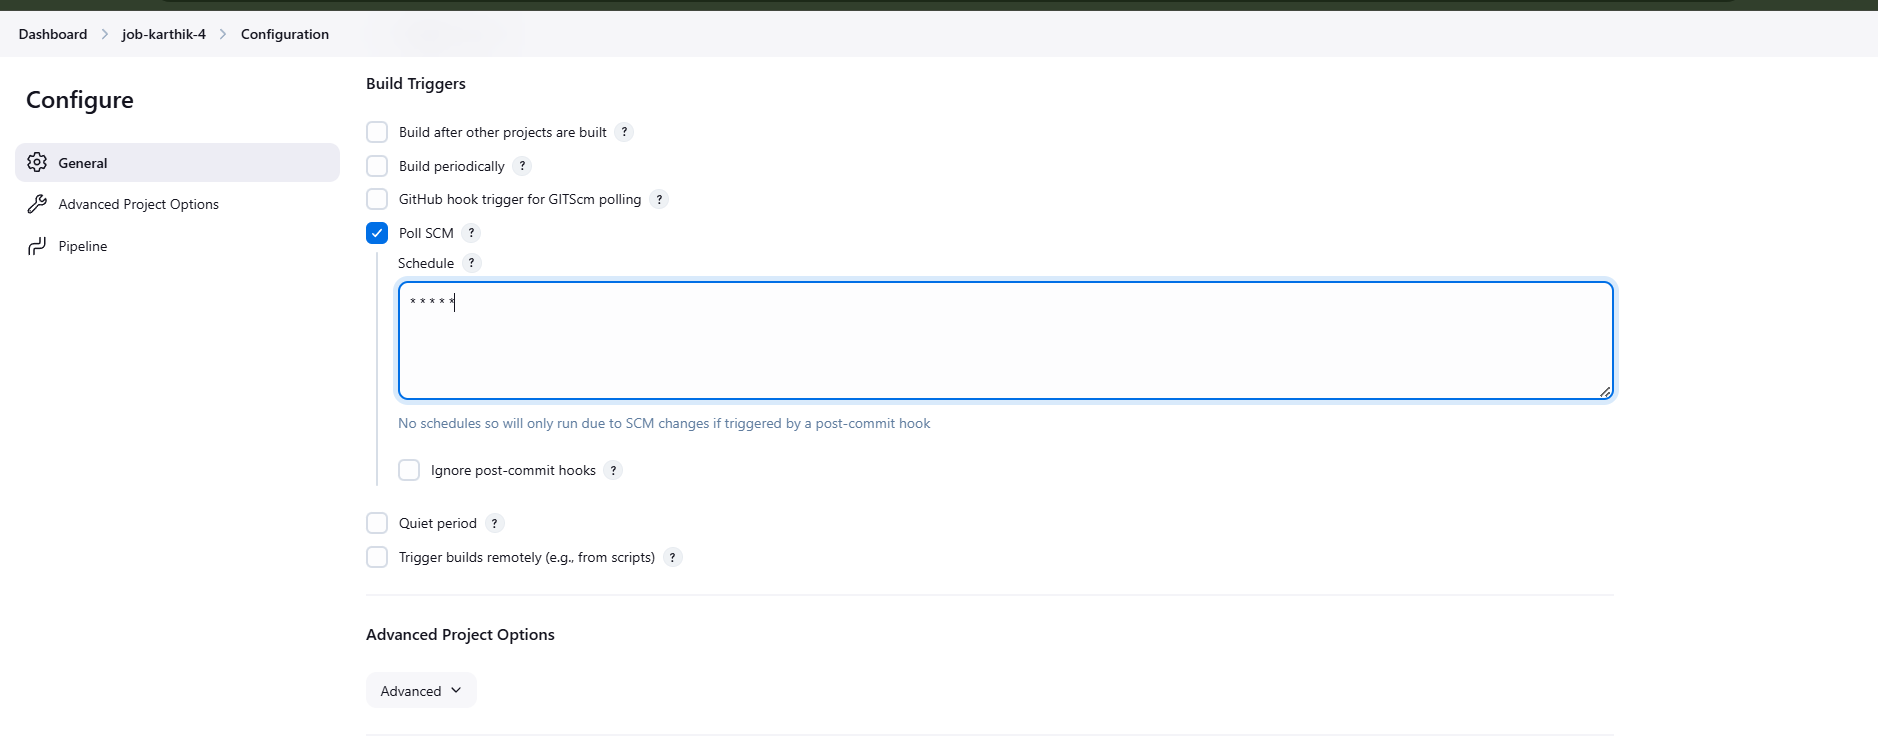 Dashboard > job-karthik-4 > Configuration
Configure
General
Advanced Project Options
Pipeline
Build Triggers
Build after other projects are built ?
Build periodically ?
GitHub hook trigger for GITScm polling ?
Poll SCM ?
Schedule ?
* * * * *
No schedules so will only run due to SCM changes if triggered by a post-commit hook
Ignore post-commit hooks ?
Quiet period ?
Trigger builds remotely (e.g., from scripts) ?
Advanced Project Options
Advanced